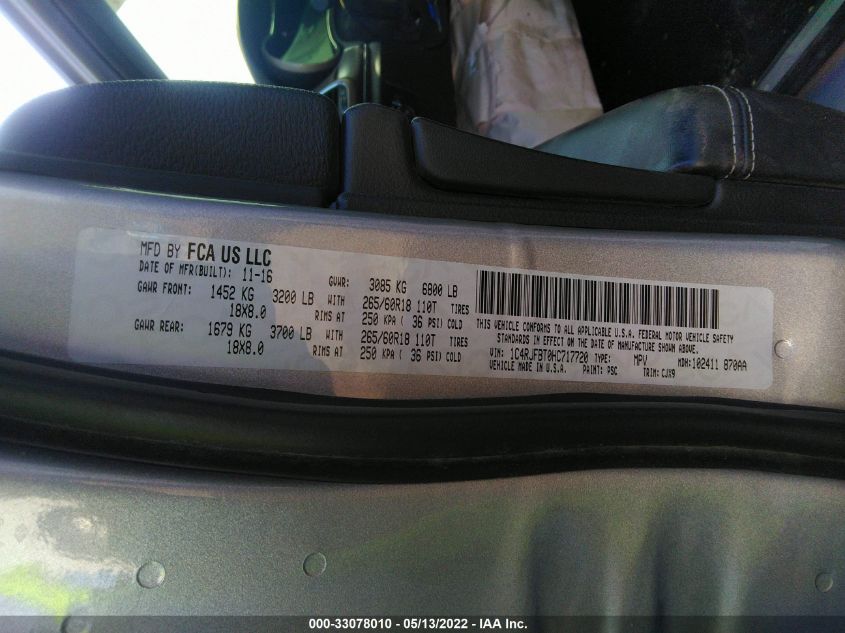 MFD BY FCA US LLC
DATE OF MFR(BUILT): 11-16 GVWR: 3085 KG 6800 LB
GAWR FRONT: 1452 KG 3200 LB WITH 265/60R18 110T TIRES
18X8.0 RIMS AT 250 KPA ( 36 PSI) COLD
GAWR REAR: 1679 KG 3700 LB WITH 265/60R18 110T TIRES
18X8.0 RIMS AT 250 KPA ( 36 PSI) COLD
THIS VEHICLE CONFORMS TO ALL APPLICABLE U.S.A. FEDERAL MOTOR VEHICLE SAFETY
STANDARDS IN EFFECT ON THE DATE OF MANUFACTURE SHOWN ABOVE.
VIN: 1C4RJFBT0HC717720 TYPE: MPV MDH: 102411 870AA
VEHICLE MADE IN U.S.A. PAINT: PSC TRIM: CJX9
000-33078010 - 05/13/2022 - IAA Inc.